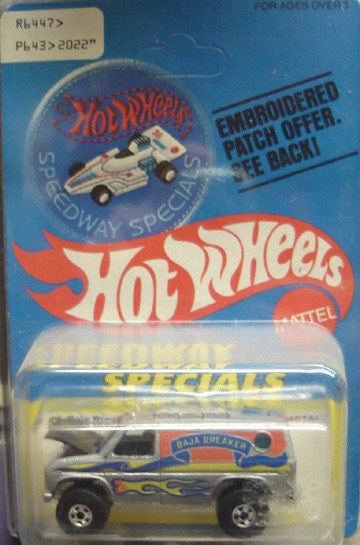 R6447>
P643>2022"
FOR AGES OVER 3
HOT WHEELS
SPEEDWAY SPECIALS
EMBROIDERED
PATCH OFFER.
SEE BACK!
HOT WHEELS
MATTEL
SPEEDWAY
SPECIALS
BAJA BREAKER